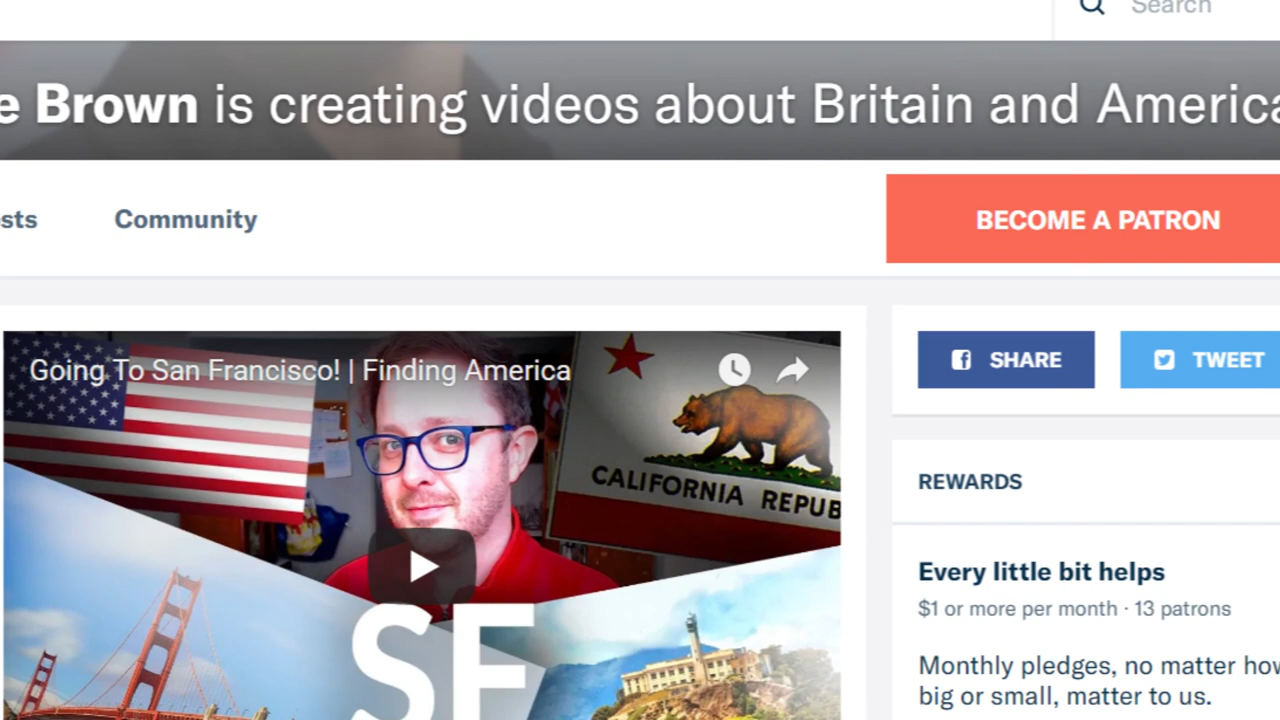 Search
e Brown is creating videos about Britain and America
sts
Community
BECOME A PATRON
Going To San Francisco! | Finding America
CALIFORNIA REPUB
SHARE
TWEET
REWARDS
Every little bit helps
$1 or more per month · 13 patrons
Monthly pledges, no matter how
big or small, matter to us.
SF